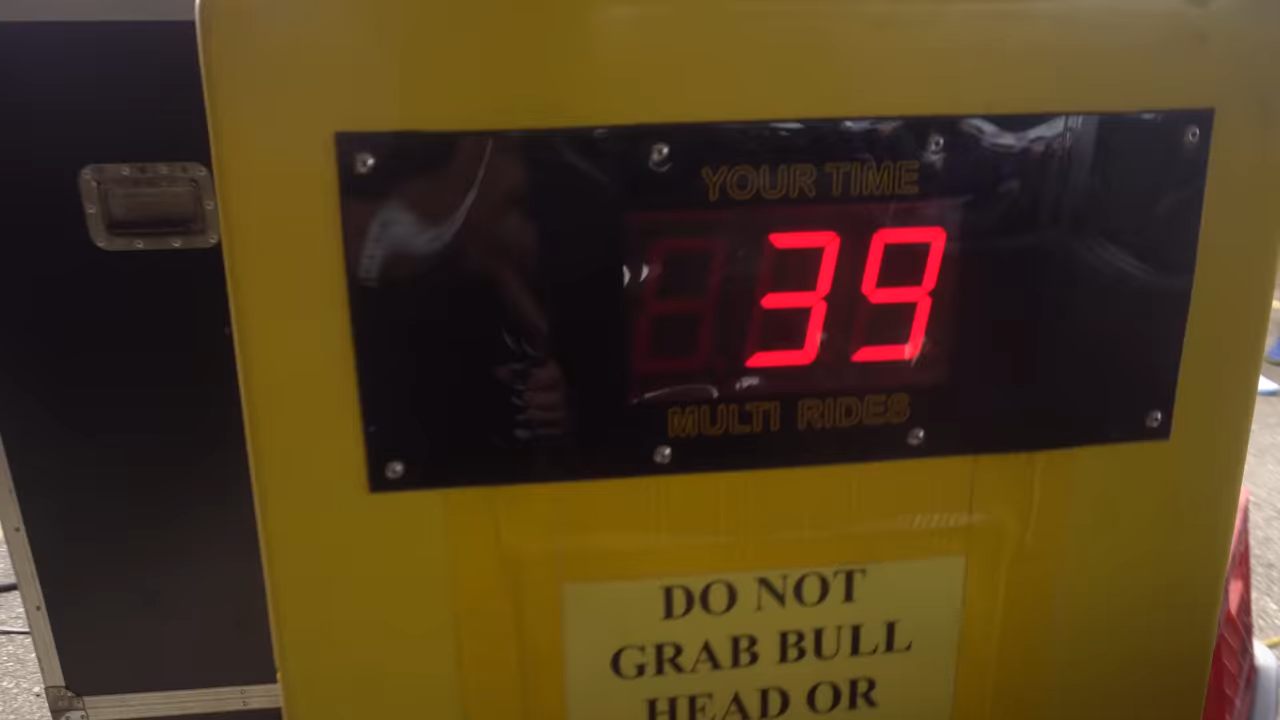 YOUR TIME
39
MULTI RIDES
DO NOT
GRAB BULL
HEAD OR